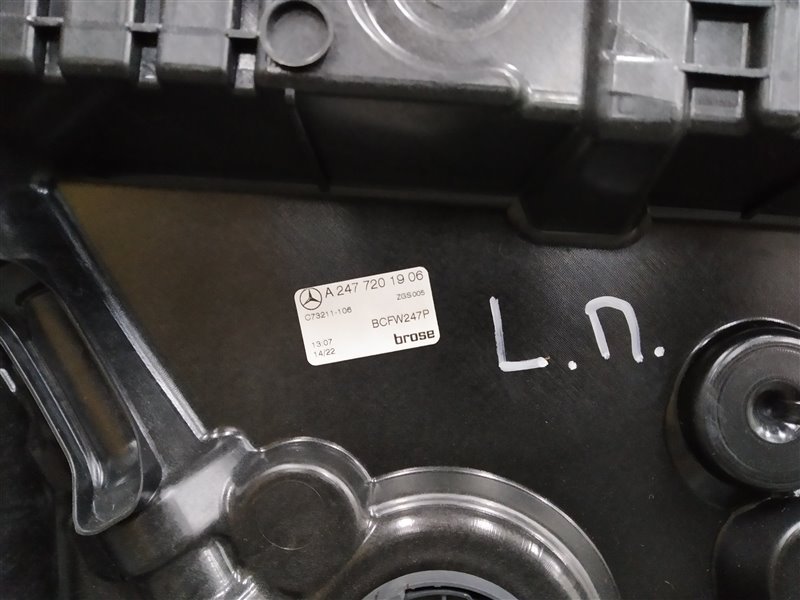 A 247 720 19 06
ZGS 005
C73211-106
BCFW247P
13:07
14/22
brose
L.П.